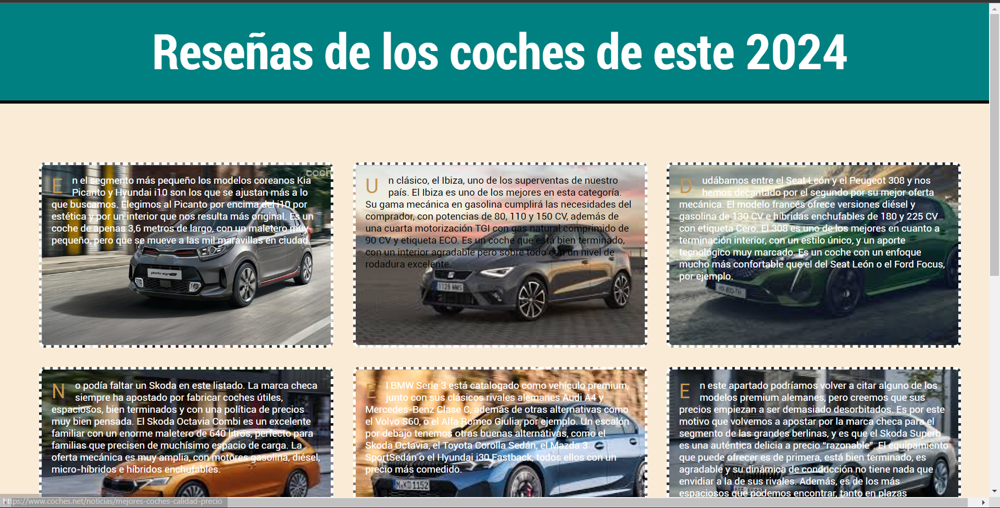 Reseñas de los coches de este 2024
coch
En el segmento más pequeño los modelos coreanos Kia
Picanto y Hyundai i10 son los que se ajustan más a lo
que buscamos. Elegimos al Picanto por encima del i10 por
estética y por un interior que nos resulta más original. Es un
coche de apenas 3,6 metros de largo, con un maletero muy
pequeño, pero que se mueve a las mil maravillas en ciudad.
picanto
Un clásico, el Ibiza, uno de los superventas de nuestro
país. El Ibiza es uno de los mejores en esta categoría.
Su gama mecánica en gasolina cumplirá las necesidades del
comprador, con potencias de 80, 110 y 150 CV, además de
una cuarta motorización TGI con gas natural comprimido de
90 CV y etiqueta ECO. Es un coche que está bien terminado,
con un interior agradable pero sobre todo con un nivel de
rodadura excelente.
1128 MMS
Dudábamos entre el Seat León y el Peugeot 308 y nos
hemos decantado por el segundo por su mejor oferta
mecánica. El modelo francés ofrece versiones diésel y
gasolina de 130 CV e híbridas enchufables de 180 y 225 CV
con etiqueta Cero. El 308 es uno de los mejores en cuanto a
terminación interior, con un estilo único, y un aporte
tecnológico muy marcado. Es un coche con un enfoque
mucho más confortable que el del Seat León o el Ford Focus,
por ejemplo.
No podía faltar un Skoda en este listado. La marca checa
siempre ha apostado por fabricar coches útiles,
espaciosos, bien terminados y con una política de precios
muy bien pensada. El Skoda Octavia Combi es un excelente
familiar con un enorme maletero de 640 litros, perfecto para
familias que precisen de muchísimo espacio de carga. La
oferta mecánica es muy amplia, con motores gasolina, diésel,
micro-híbridos e híbridos enchufables.
El BMW Serie 3 está catalogado como vehículo premium,
junto con sus clásicos rivales alemanes Audi A4 y
Mercedes-Benz Clase C, además de otras alternativas como
el Volvo S60, o el Alfa Romeo Giulia, por ejemplo. Un escalón
por debajo tenemos otras buenas alternativas, como el
Skoda Octavia, el Toyota Corolla Sedán, el Mazda 3
SportSedán o el Hyundai i30 Fastback, todos ellos con un
precio más comedido.
En este apartado podríamos volver a citar alguno de los
modelos premium alemanes, pero creemos que sus
precios empiezan a ser demasiado desorbitados. Es por este
motivo que volvemos a apostar por la marca checa para el
segmento de las grandes berlinas, y es que el Skoda Superb
es una auténtica delicia a precio “razonable”. El equipamiento
que puede ofrecer es de primera, está bien terminado, es
agradable y su dinámica de conducción no tiene nada que
envidiar a la de sus rivales. Además, es de los más
espaciosos que podemos encontrar, tanto en plazas
https://www.coches.net/noticias/mejores-coches-calidad-precio